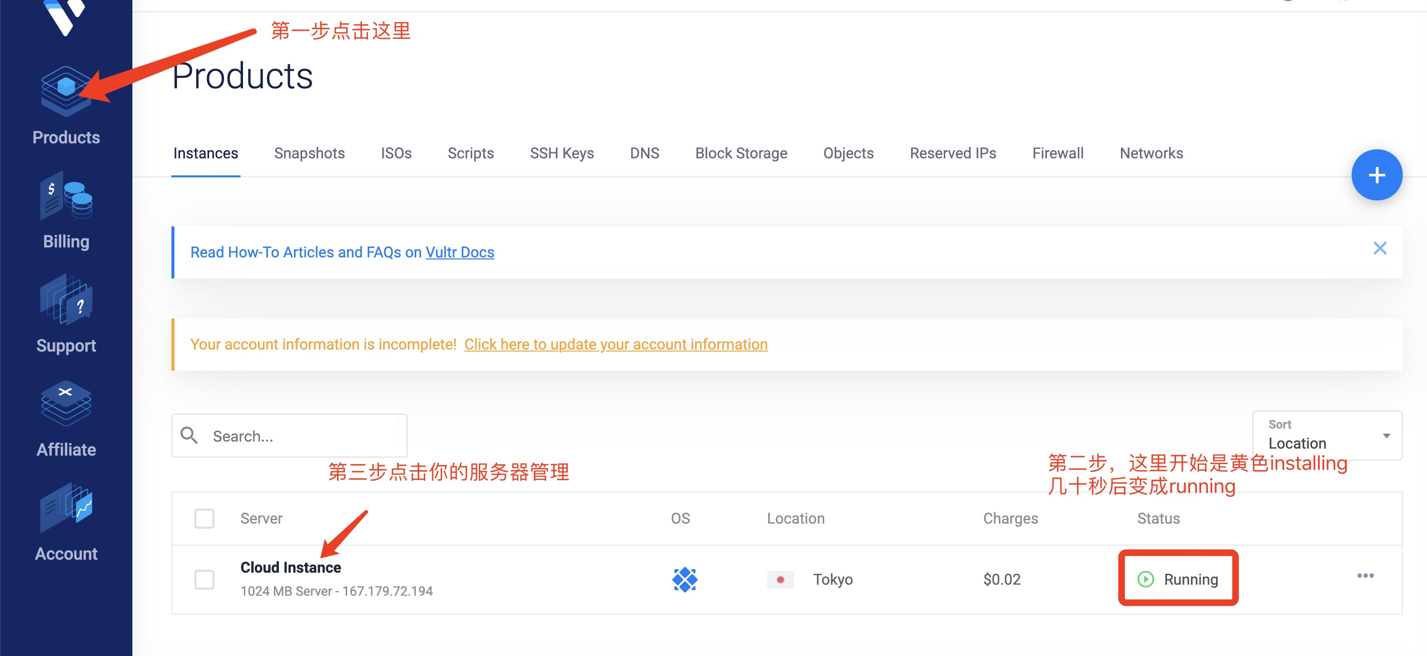 第一步点击这里
Products
Products
Billing
Support
Affiliate
Account
Instances Snapshots ISOs Scripts SSH Keys DNS Block Storage Objects Reserved IPs Firewall Networks
+
Read How-To Articles and FAQs on Vultr Docs
Your account information is incomplete! Click here to update your account information
Search...
Sort
Location
第三步点击你的服务器管理
第二步，这里开始是黄色installing
几十秒后变成running
Server OS Location Charges Status
Cloud Instance
1024 MB Server - 167.179.72.194
Tokyo $0.02 Running